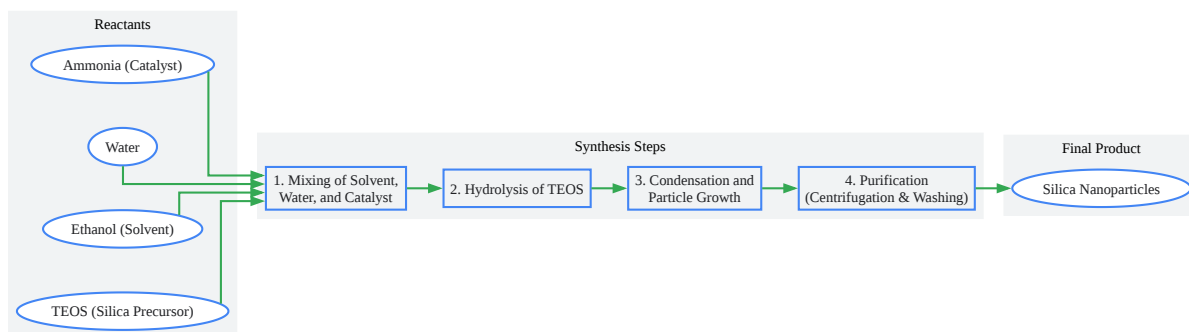 Reactants
Ammonia (Catalyst)
Water
Ethanol (Solvent)
TEOS (Silica Precursor)
Synthesis Steps
1. Mixing of Solvent,
Water, and Catalyst
2. Hydrolysis of TEOS
3. Condensation and
Particle Growth
4. Purification
(Centrifugation & Washing)
Final Product
Silica Nanoparticles